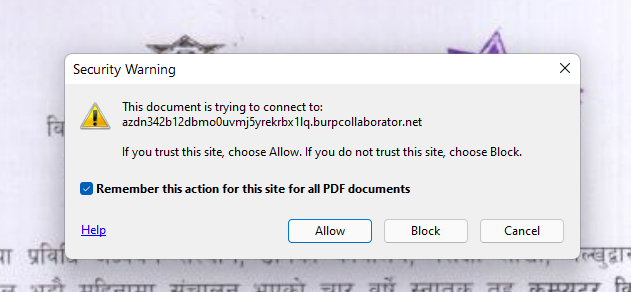 Security Warning
This document is trying to connect to:
azdn342b12dbmo0uvmj5yrekrbx1lq.burpcollaborator.net
If you trust this site, choose Allow. If you do not trust this site, choose Block.
Remember this action for this site for all PDF documents
Help
Allow
Block
Cancel